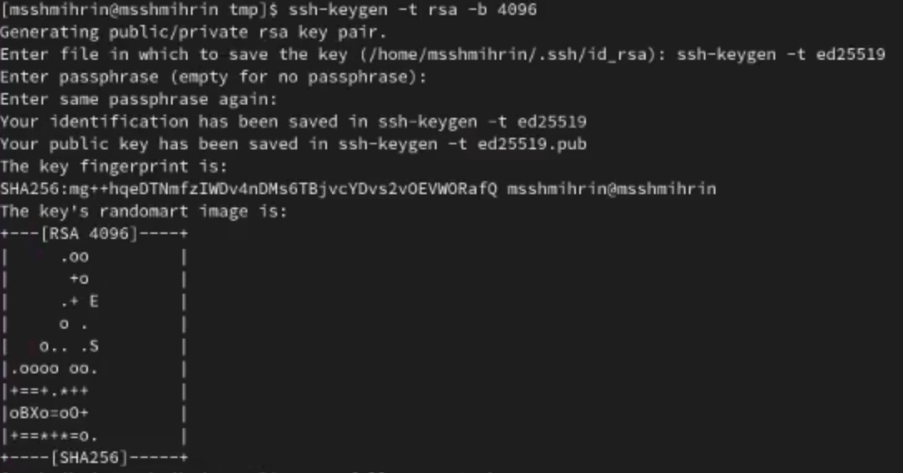 [msshmihrin@msshmihrin tmp]$ ssh-keygen -t rsa -b 4096
Generating public/private rsa key pair.
Enter file in which to save the key (/home/msshmihrin/.ssh/id_rsa): ssh-keygen -t ed25519
Enter passphrase (empty for no passphrase):
Enter same passphrase again:
Your identification has been saved in ssh-keygen -t ed25519
Your public key has been saved in ssh-keygen -t ed25519.pub
The key fingerprint is:
SHA256:mg++hqeDTNmfzIWDv4nDMs6TBjvcYDvs2vOEVWORafQ msshmihrin@msshmihrin
The key's randomart image is:
+---[RSA 4096]----+
|      .oo        |
|       +o        |
|      .+ E       |
|      o .        |
|    o.. .S       |
|.oooo oo.        |
|+==+.*++         |
|oBXo=oO+         |
|+==*+*=o.        |
+----[SHA256]-----+